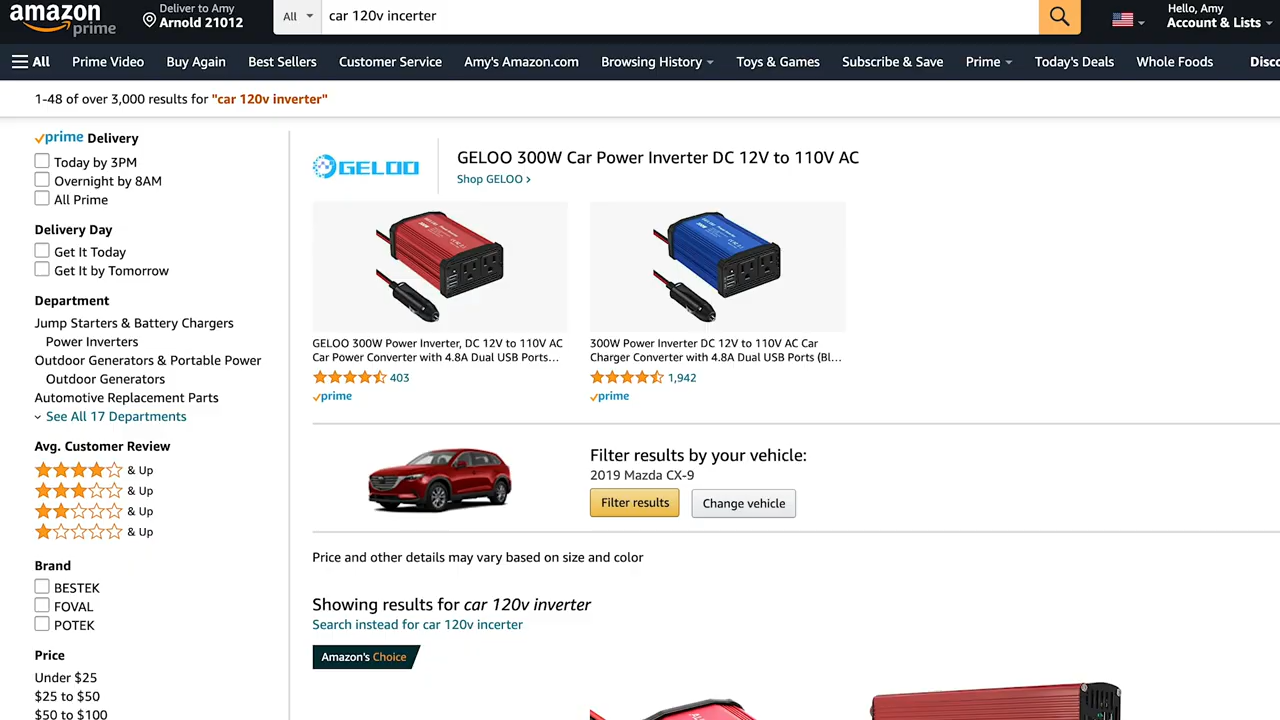 amazon
prime
Deliver to Amy
Arnold 21012
All
car 120v incerter
Hello, Amy
Account & Lists
All
Prime Video
Buy Again
Best Sellers
Customer Service
Amy's Amazon.com
Browsing History
Toys & Games
Subscribe & Save
Prime
Today's Deals
Whole Foods
Disco
1-48 of over 3,000 results for "car 120v inverter"
prime Delivery
Today by 3PM
Overnight by 8AM
All Prime
Delivery Day
Get It Today
Get It by Tomorrow
Department
Jump Starters & Battery Chargers
Power Inverters
Outdoor Generators & Portable Power
Outdoor Generators
Automotive Replacement Parts
See All 17 Departments
Avg. Customer Review
& Up
& Up
& Up
& Up
Brand
BESTEK
FOVAL
POTEK
Price
Under $25
$25 to $50
$50 to $100
GELOO
GELOO 300W Car Power Inverter DC 12V to 110V AC
Shop GELOO ›
GELOO 300W Power Inverter, DC 12V to 110V AC
Car Power Converter with 4.8A Dual USB Ports…
403
prime
300W Power Inverter DC 12V to 110V AC Car
Charger Converter with 4.8A Dual USB Ports (Bl…
1,942
prime
Filter results by your vehicle:
2019 Mazda CX-9
Filter results
Change vehicle
Price and other details may vary based on size and color
Showing results for car 120v inverter
Search instead for car 120v incerter
Amazon's Choice